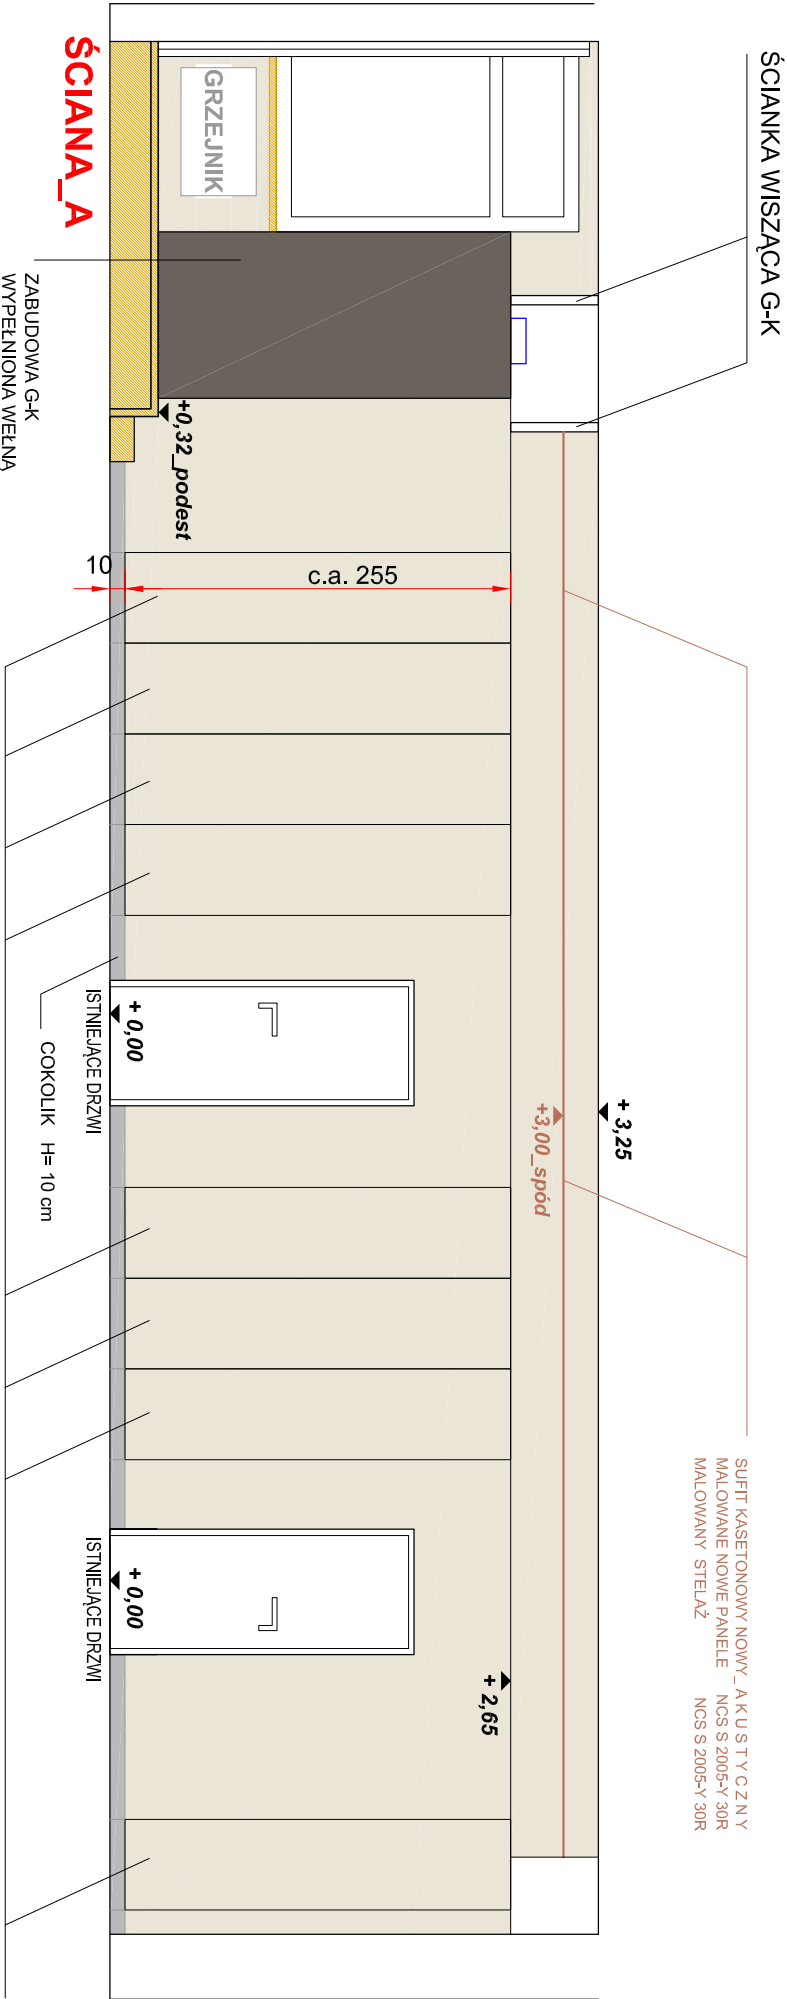 ŚCIANKA WISZĄCA G-K
SUFIT KASETONOWY NOWY_ A K U S T Y C Z N Y
MALOWANE NOWE PANELE NCS S 2005-Y 30R
MALOWANY STELAŻ NCS S 2005-Y 30R
+ 3,25
+3,00_spód
+ 2,65
GRZEJNIK
c.a. 255
10
+0,32_podest
+ 0,00
+ 0,00
ISTNIEJĄCE DRZWI
ISTNIEJĄCE DRZWI
ŚCIANA_A
COKOLIK H= 10 cm
ZABUDOWA G-K
WYPEŁNIONA WEŁNĄ